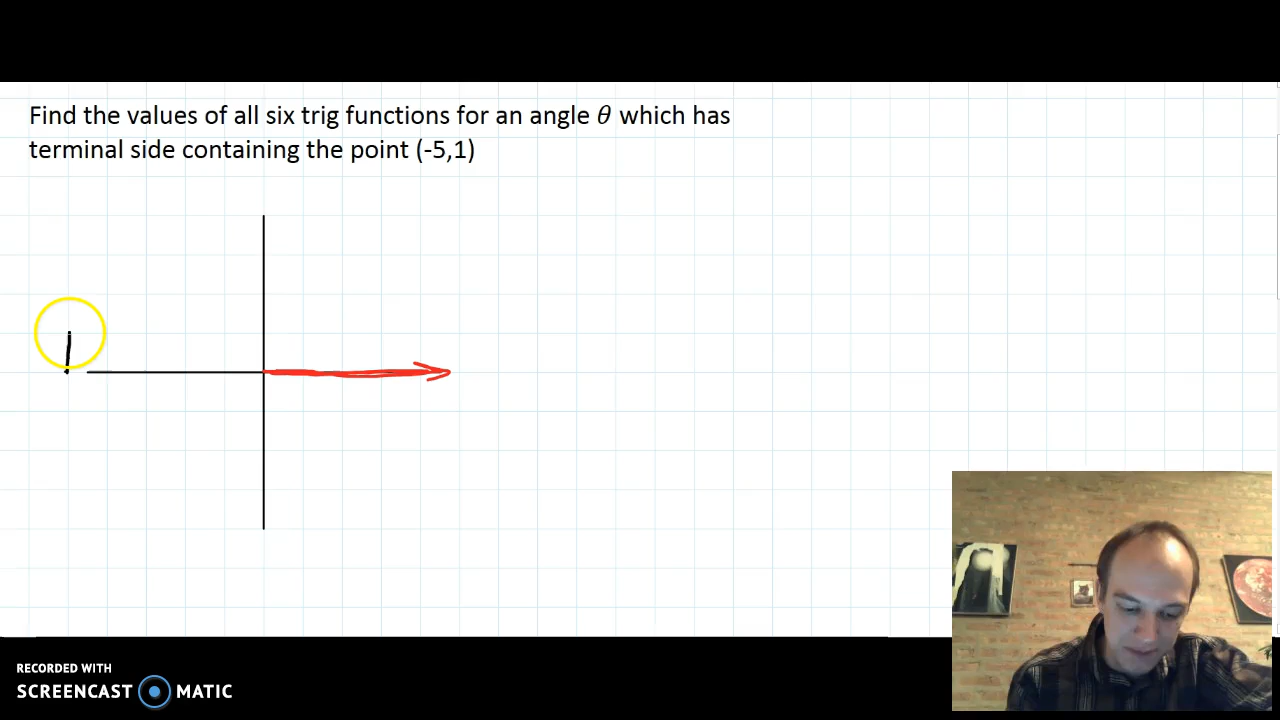 Find the values of all six trig functions for an angle θ which has
terminal side containing the point (-5,1)
RECORDED WITH
SCREENCAST MATIC